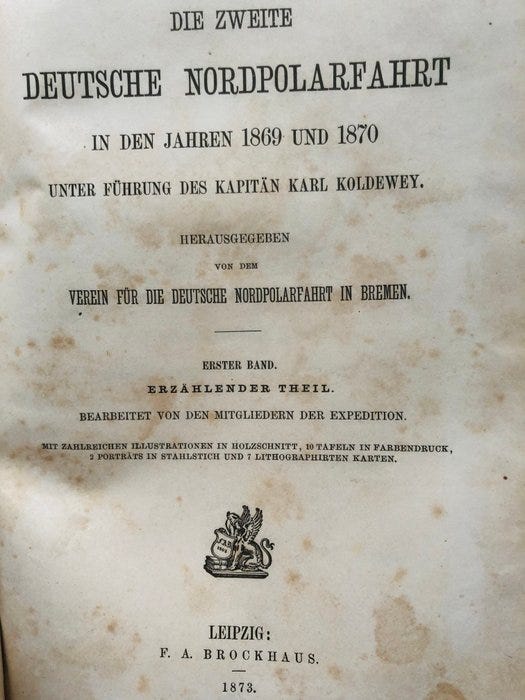 DIE ZWEITE
DEUTSCHE NORDPOLARFAHRT
IN DEN JAHREN 1869 UND 1870
UNTER FÜHRUNG DES KAPITÄN KARL KOLDEWEY.
HERAUSGEGEBEN
VON DEM
VEREIN FÜR DIE DEUTSCHE NORDPOLARFAHRT IN BREMEN.
ERSTER BAND.
ERZÄHLENDER THEIL.
BEARBEITET VON DEN MITGLIEDERN DER EXPEDITION.
MIT ZAHLREICHEN ILLUSTRATIONEN IN HOLZSCHNITT, 10 TAFELN IN FARBENDRUCK,
2 PORTRÄTS IN STAHLSTICH UND 7 LITHOGRAPHIRTEN KARTEN.
LEIPZIG:
F. A. BROCKHAUS.
1873.